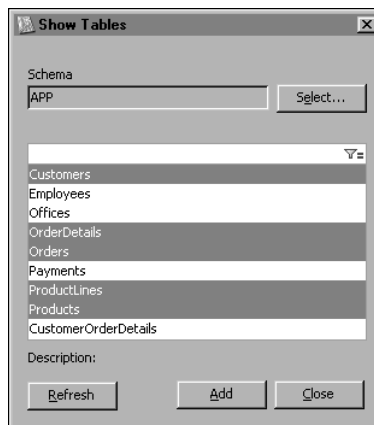 Show Tables
Schema
APP
Select...
Customers
Employees
Offices
OrderDetails
Orders
Payments
ProductLines
Products
CustomerOrderDetails
Description:
Refresh Add Close